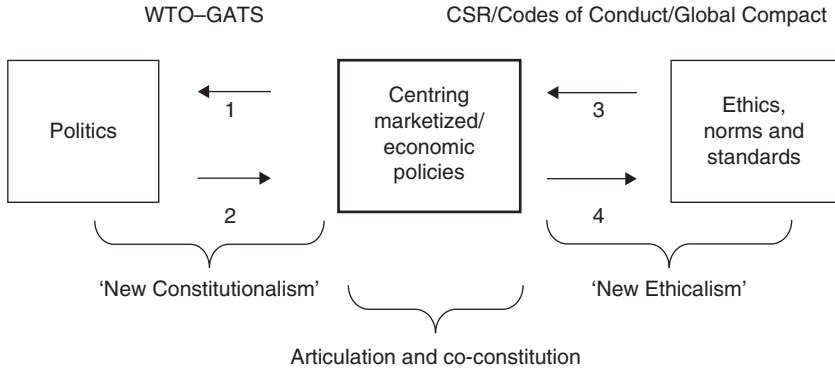 WTO–GATS
CSR/Codes of Conduct/Global Compact
Politics
1
2
Centring
marketized/
economic
policies
3
4
Ethics,
norms and
standards
‘New Constitutionalism’
‘New Ethicalism’
Articulation and co-constitution